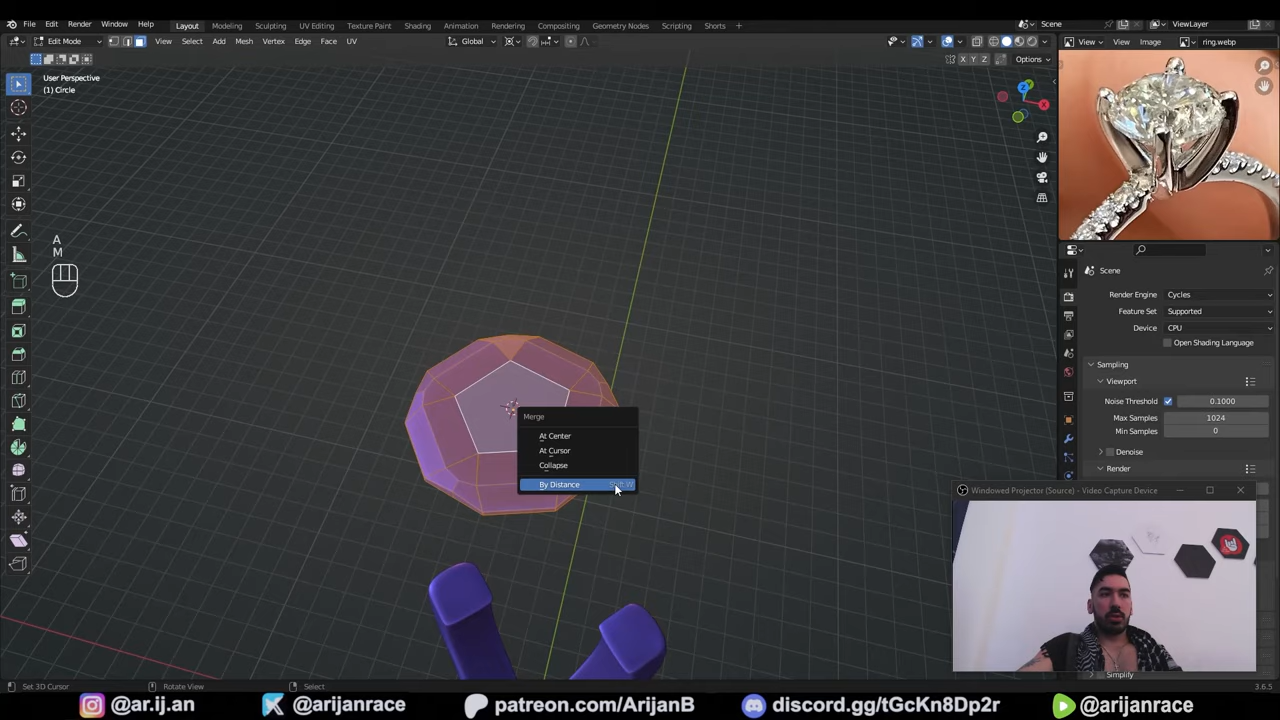 File Edit Render Window Help
Layout Modeling Sculpting UV Editing Texture Paint Shading Animation Rendering Compositing Geometry Nodes Scripting Shorts +
Scene
ViewLayer
Edit Mode
View Select Add Mesh Vertex Edge Face UV
Global
View View Image
ring.webp
X Y Z Options
User Perspective
(1) Circle
Z
X
A
M
Merge
At Center
At Cursor
Collapse
By Distance Shift W
Scene
Render Engine Cycles
Feature Set Supported
Device CPU
Open Shading Language
Sampling
Viewport
Noise Threshold 0.1000
Max Samples 1024
Min Samples 0
Denoise
Render
Windowed Projector (Source) - Video Capture Device
Simplify
Set 3D Cursor
Rotate View
Select
3.6.5
@ar.ij.an
@arijanrace
patreon.com/ArijanB
discord.gg/tGcKn8Dp2r
@arijanrace